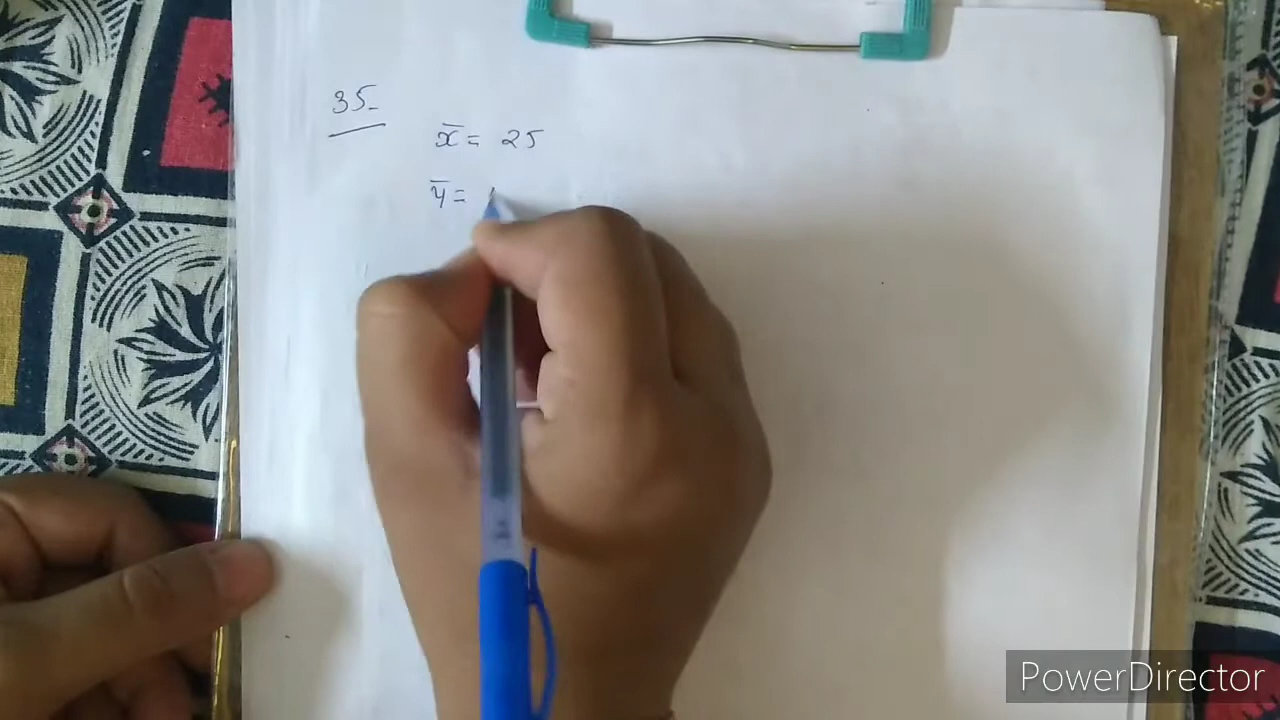 35-
x̄ = 25
ȳ =
PowerDirector